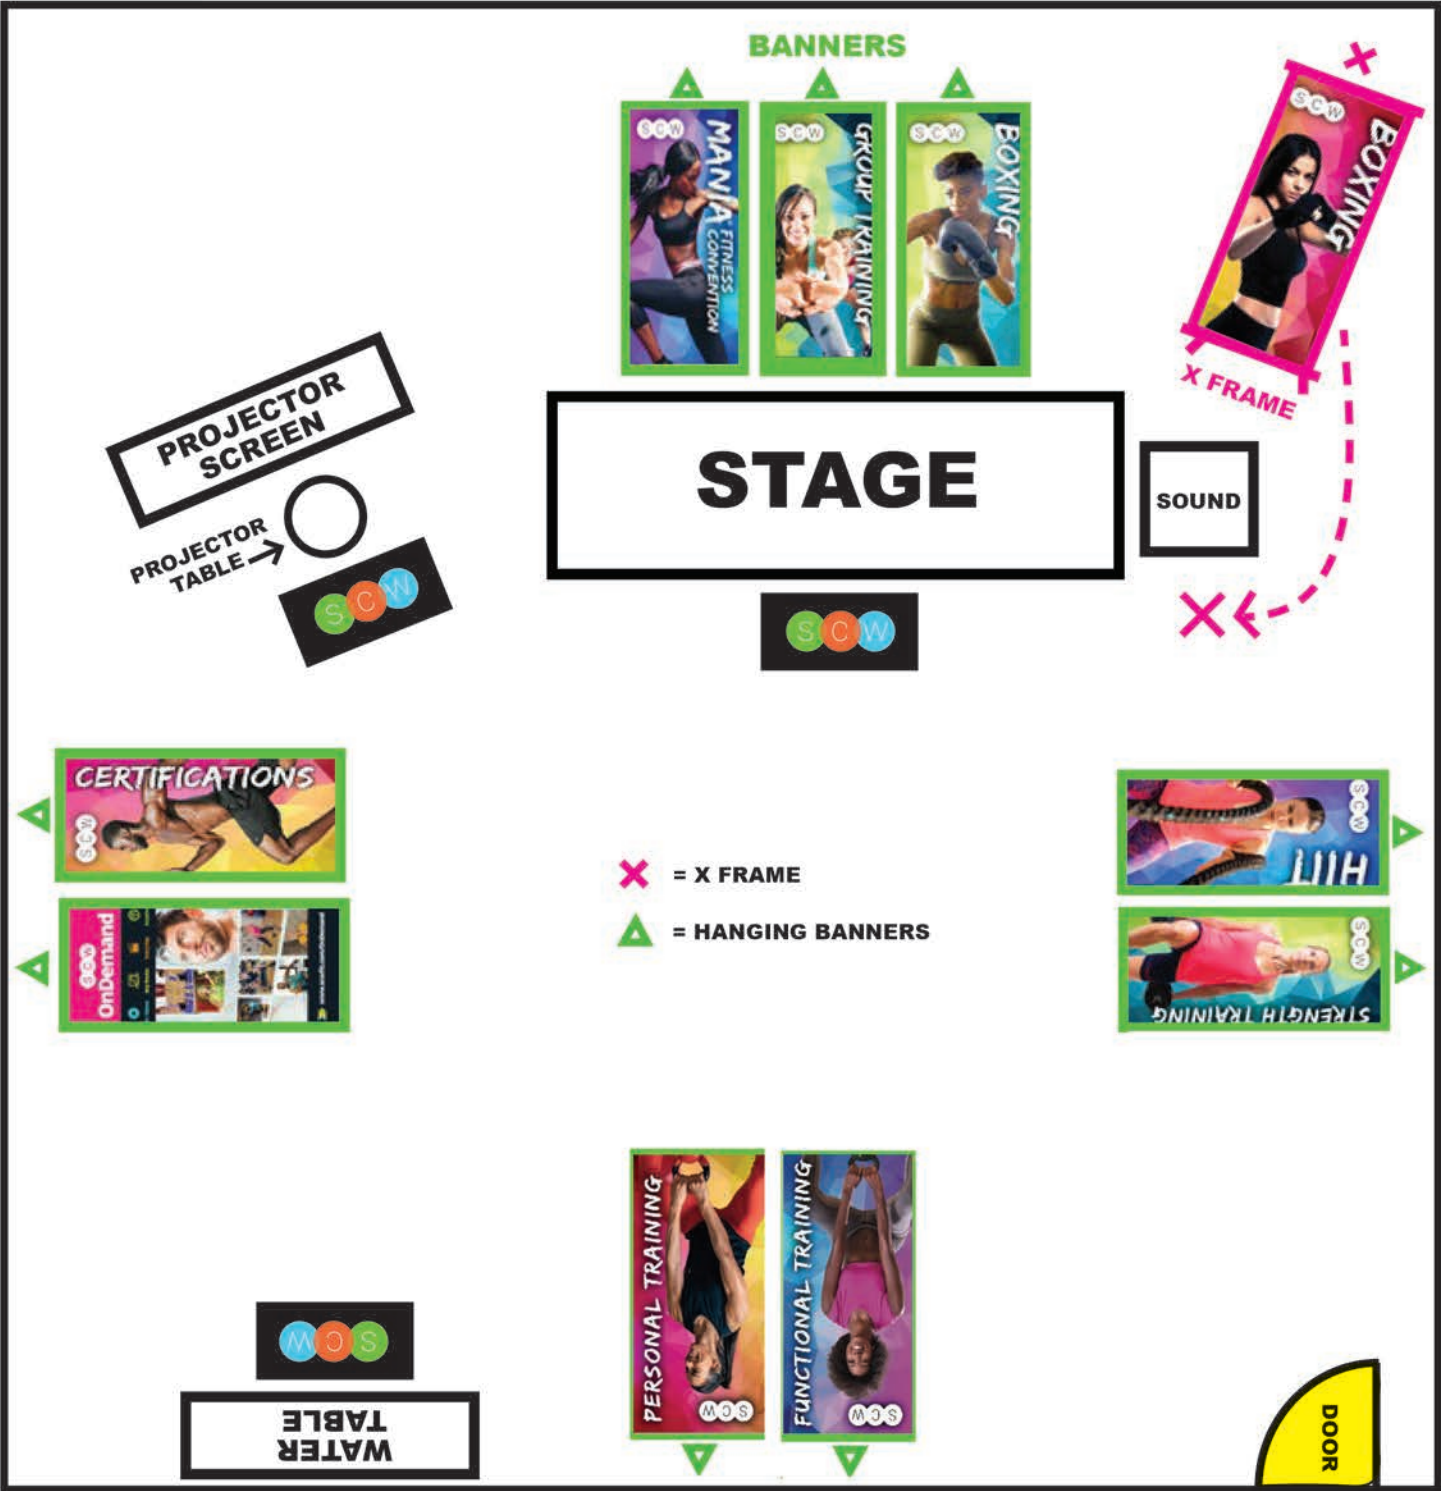 BANNERS
SCW
MANIA
FITNESS
CONVENTION
SCW
GROUP TRAINING
SCW
BOXING
SCW
BOXING
X FRAME
PROJECTOR
SCREEN
PROJECTOR
TABLE
SCW
STAGE
SOUND
SCW
CERTIFICATIONS
SCW
SCW
OnDemand
= X FRAME
= HANGING BANNERS
SCW
HIIT
SCW
STRENGTH TRAINING
PERSONAL TRAINING
SCW
FUNCTIONAL TRAINING
SCW
SCW
WATER
TABLE
DOOR